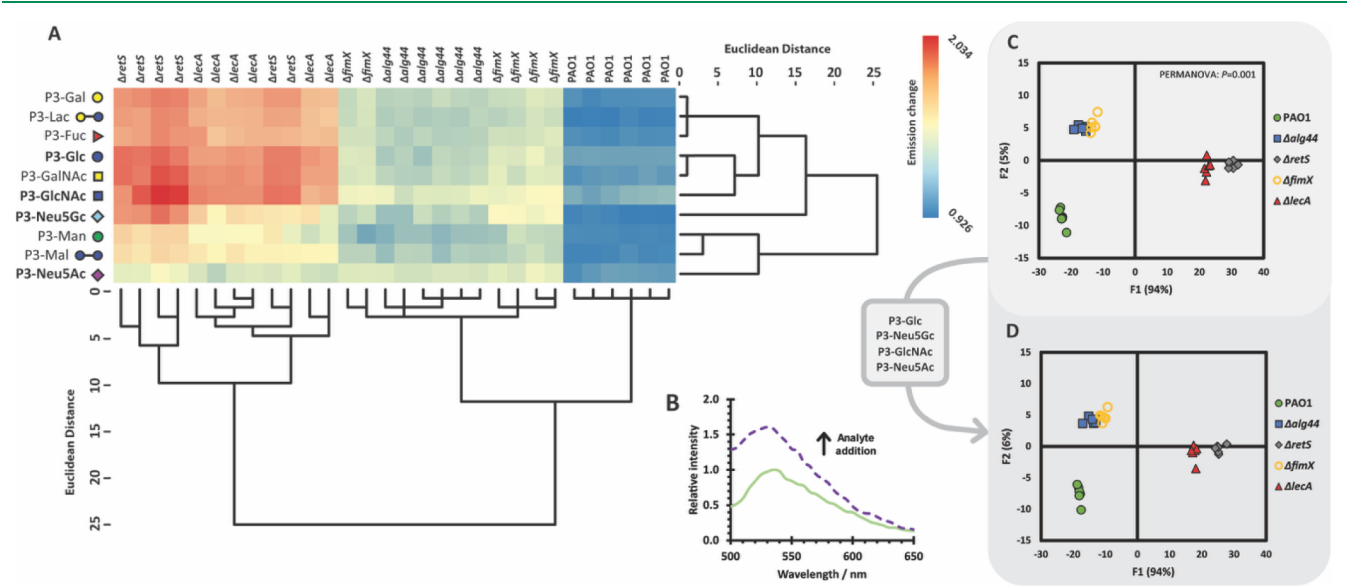 A
ΔretS ΔretS ΔretS ΔretS ΔlecA ΔlecA ΔlecA ΔlecA ΔretS ΔretS ΔlecA ΔlecA ΔfimX ΔfimX Δalg44 Δalg44 Δalg44 Δalg44 Δalg44 Δalg44 ΔfimX ΔfimX ΔfimX ΔfimX PAO1 PAO1 PAO1 PAO1 PAO1 PAO1
P3-Gal
P3-Lac
P3-Fuc
P3-Glc
P3-GalNAc
P3-GlcNAc
P3-Neu5Gc
P3-Man
P3-Mal
P3-Neu5Ac
Euclidean Distance
0 5 10 15 20 25
Emission change
2.034
0.926
Euclidean Distance
0
5
10
15
20
25
B
Relative intensity
2.0
1.5
1.0
0.5
0.0
Analyte
addition
500 550 600 650
Wavelength / nm
P3-Glc
P3-Neu5Gc
P3-GlcNAc
P3-Neu5Ac
C
PERMANOVA: P=0.001
F2 (5%)
15
10
5
0
-5
-10
-15
-30 -20 -10 0 10 20 30 40
F1 (94%)
PAO1
Δalg44
ΔretS
ΔfimX
ΔlecA
D
F2 (6%)
15
10
5
0
-5
-10
-15
-30 -20 -10 0 10 20 30 40
F1 (94%)
PAO1
Δalg44
ΔretS
ΔfimX
ΔlecA